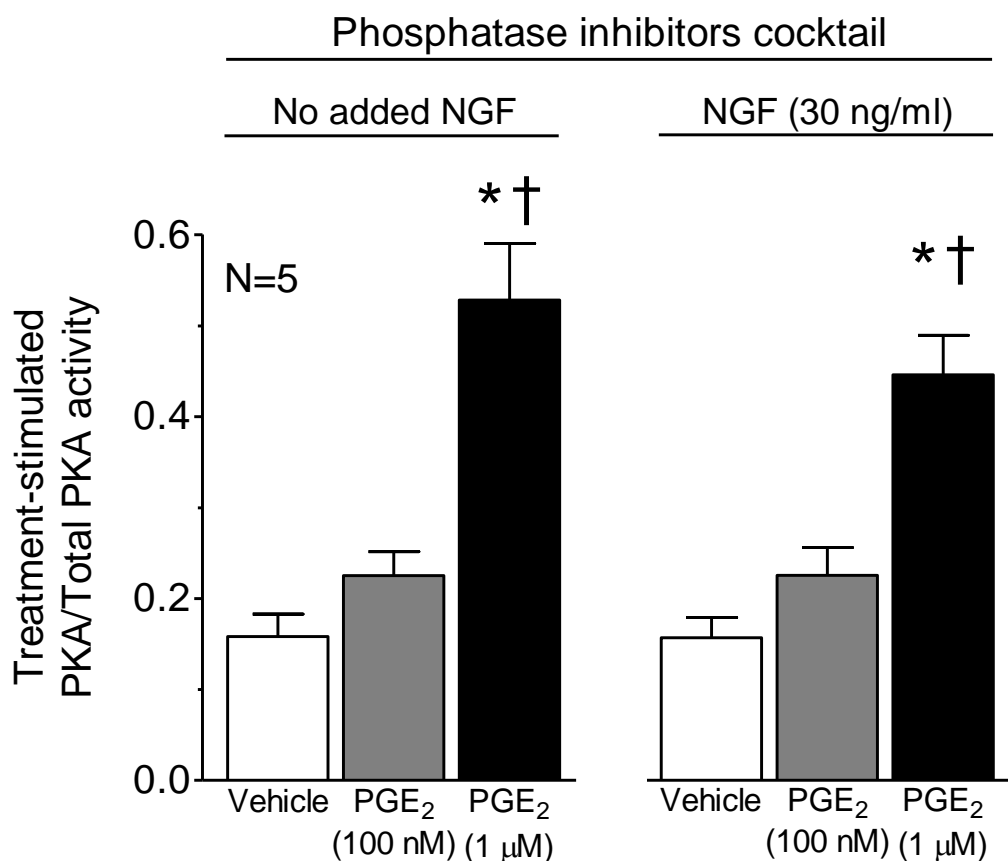 Phosphatase inhibitors cocktail
No added NGF
NGF (30 ng/ml)
* †
* †
N=5
Treatment-stimulated
PKA/Total PKA activity
0.6
0.4
0.2
0.0
Vehicle
PGE₂
(100 nM)
PGE₂
(1 μM)
Vehicle
PGE₂
(100 nM)
PGE₂
(1 μM)